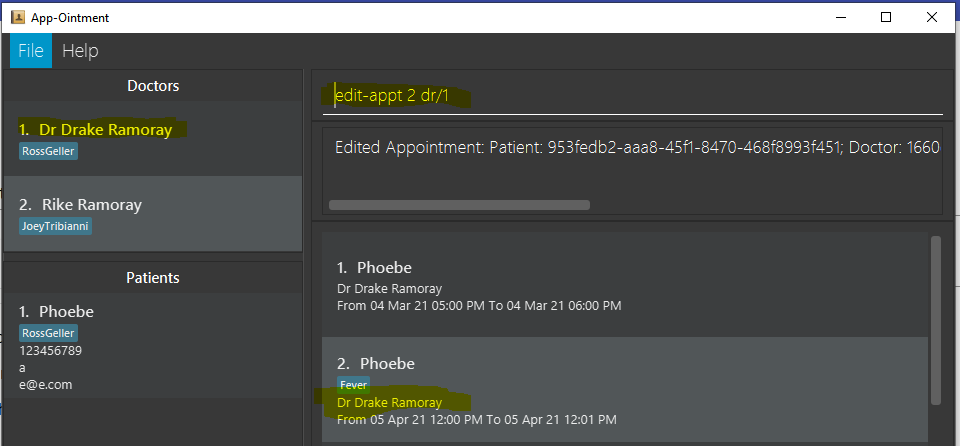 App-Ointment
File Help
Doctors
1. Dr Drake Ramoray
RossGeller
2. Rike Ramoray
JoeyTribianni
Patients
1. Phoebe
RossGeller
123456789
a
e@e.com
edit-appt 2 dr/1
Edited Appointment: Patient: 953fedb2-aaa8-45f1-8470-468f8993f451; Doctor: 1660
1. Phoebe
Dr Drake Ramoray
From 04 Mar 21 05:00 PM To 04 Mar 21 06:00 PM
2. Phoebe
Fever
Dr Drake Ramoray
From 05 Apr 21 12:00 PM To 05 Apr 21 12:01 PM